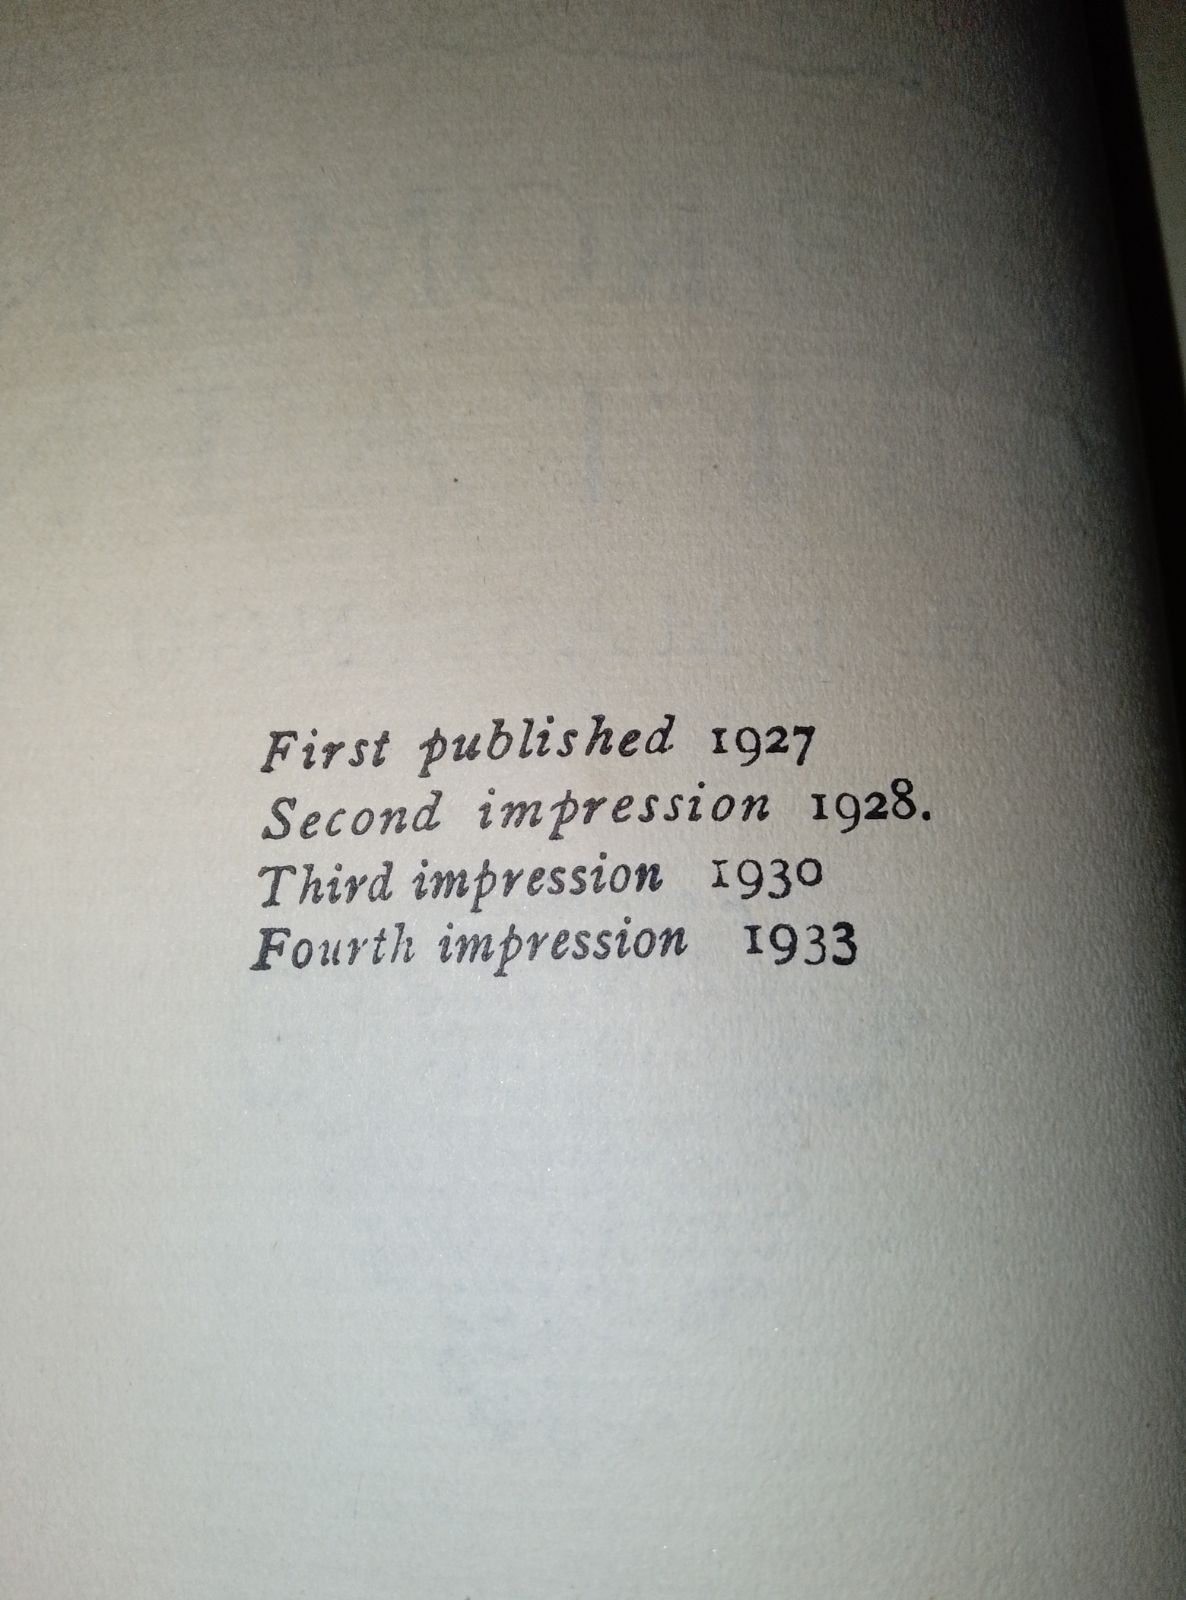 First published 1927
Second impression 1928.
Third impression 1930
Fourth impression 1933